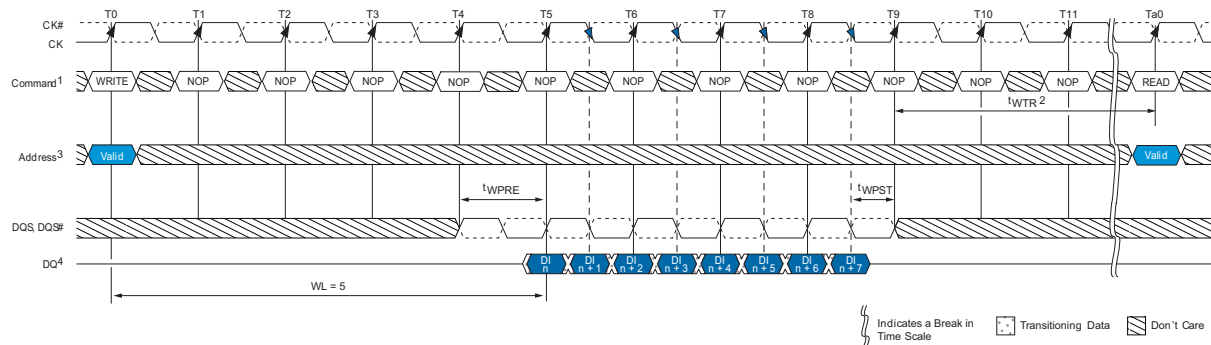 T0 T1 T2 T3 T4 T5 T6 T7 T8 T9 T10 T11 Ta0
CK#
CK
Command1 WRITE NOP NOP NOP NOP NOP NOP NOP NOP NOP NOP NOP READ
tWTR 2
Address3 Valid Valid
tWPRE tWPST
DQS, DQS#
DQ4 DI n DI n + 1 DI n + 2 DI n + 3 DI n + 4 DI n + 5 DI n + 6 DI n + 7
WL = 5
Indicates a Break in Time Scale
Transitioning Data
Don't Care